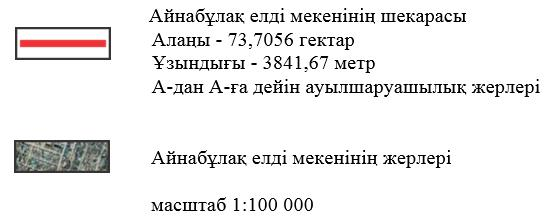 Айнабұлақ елді мекенінің шекарасы
Алаңы - 73,7056 гектар
Ұзындығы - 3841,67 метр
А-дан А-ға дейін ауылшаруашылық жерлері
Айнабұлақ елді мекенінің жерлері
масштаб 1:100 000